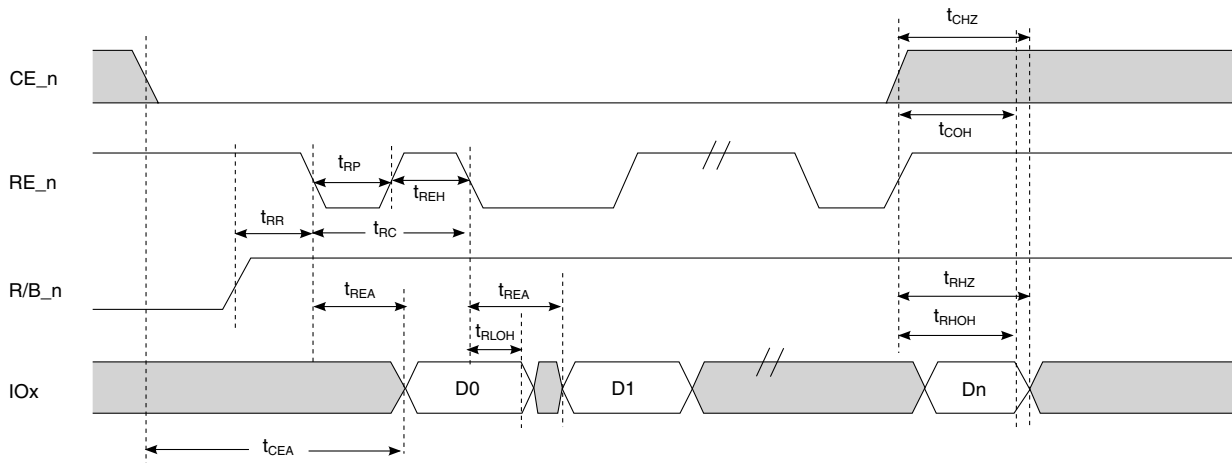 tCHZ
CE_n
tCOH
tRP
RE_n
tREH
tRR
tRC
R/B_n
tREA
tREA
tRHZ
tRLOH
tRHOH
IOx
D0
D1
Dn
tCEA